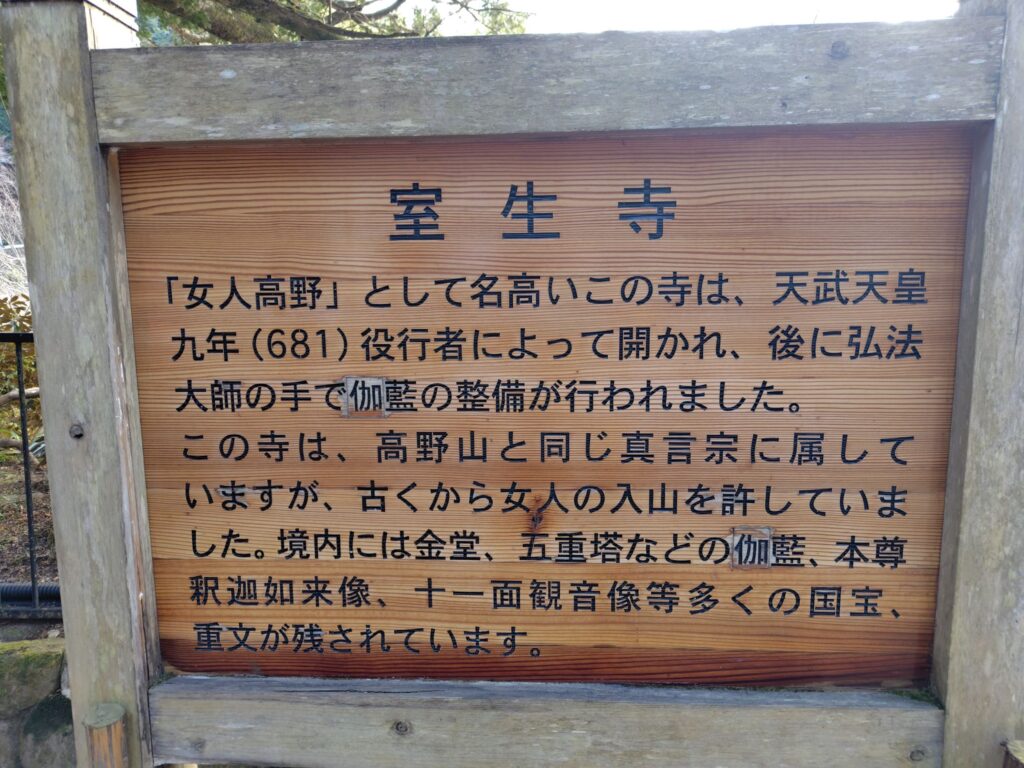 室生寺
「女人高野」として名高いこの寺は、天武天皇
九年(681)役行者によって開かれ、後に弘法
大師の手で伽藍の整備が行われました。
この寺は、高野山と同じ真言宗に属して
いますが、古くから女人の入山を許していま
した。境内には金堂、五重塔などの伽藍、本尊
釈迦如来像、十一面観音像等多くの国宝、
重文が残されています。